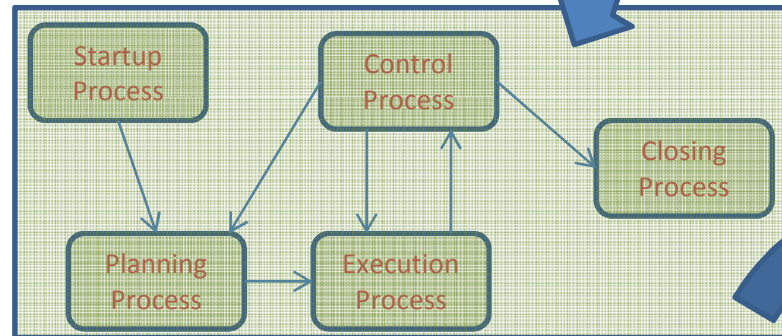 Startup
Process
Control
Process
Closing
Process
Planning
Process
Execution
Process